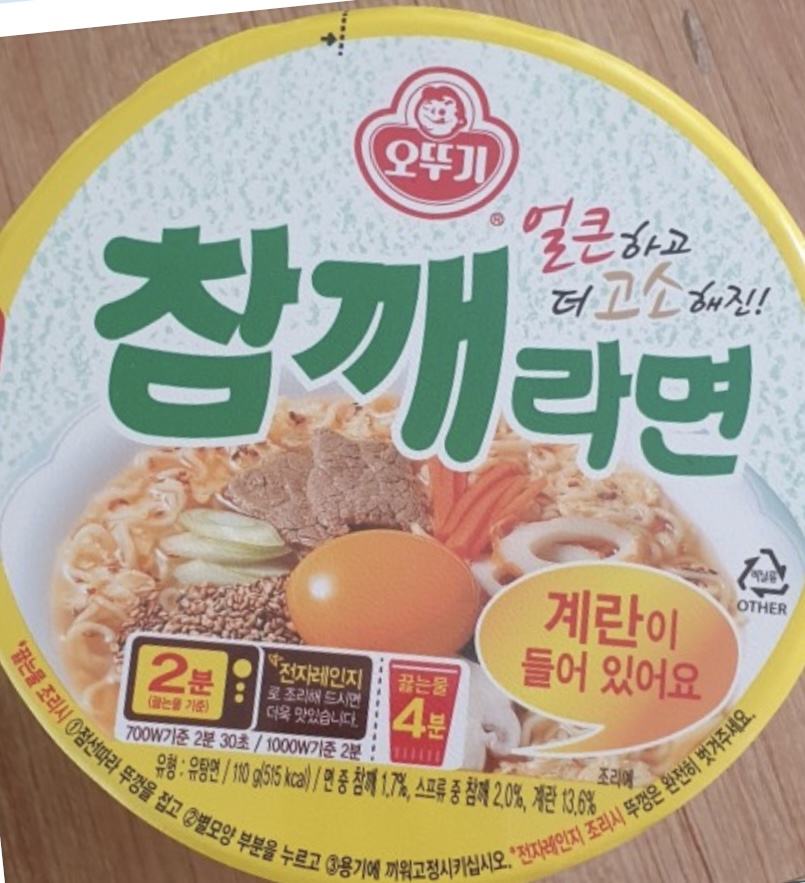 오뚜기
®
얼큰하고
더 고소해진!
참깨라면
계란이
들어 있어요
OTHER
2분
(끓는물 기준)
전자레인지
로 조리해 드시면
더욱 맛있습니다.
끓는물
4분
700W기준 2분 30초 / 1000W기준 2분
조리예
유형 : 유탕면 / 110 g(515 kcal) / 면 중 참깨 1.7%, 스프류 중 참깨 2.0%, 계란 13.6%
*끓는물 조리시 ①점선따라 뚜껑을 접고 ②별모양 부분을 누르고 ③용기에 끼워고정시키십시오. *전자레인지 조리시 뚜껑은 완전히 벗겨주세요.